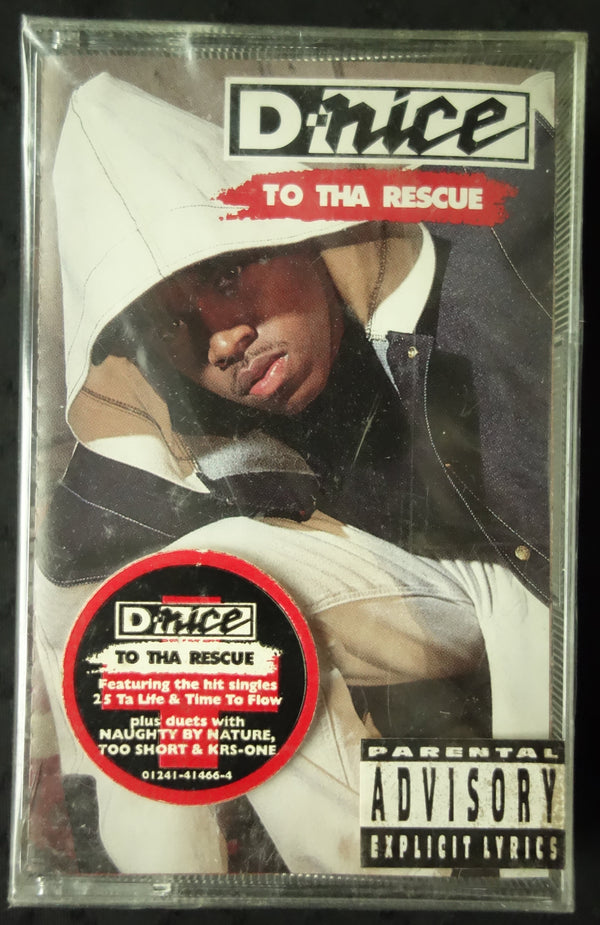 D-nice
TO THA RESCUE
D-nice
TO THA RESCUE
Featuring the hit singles
25 Ta Life & Time To Flow
plus duets with
NAUGHTY BY NATURE,
TOO SHORT & KRS-ONE
01241-41466-4
PARENTAL
ADVISORY
EXPLICIT LYRICS